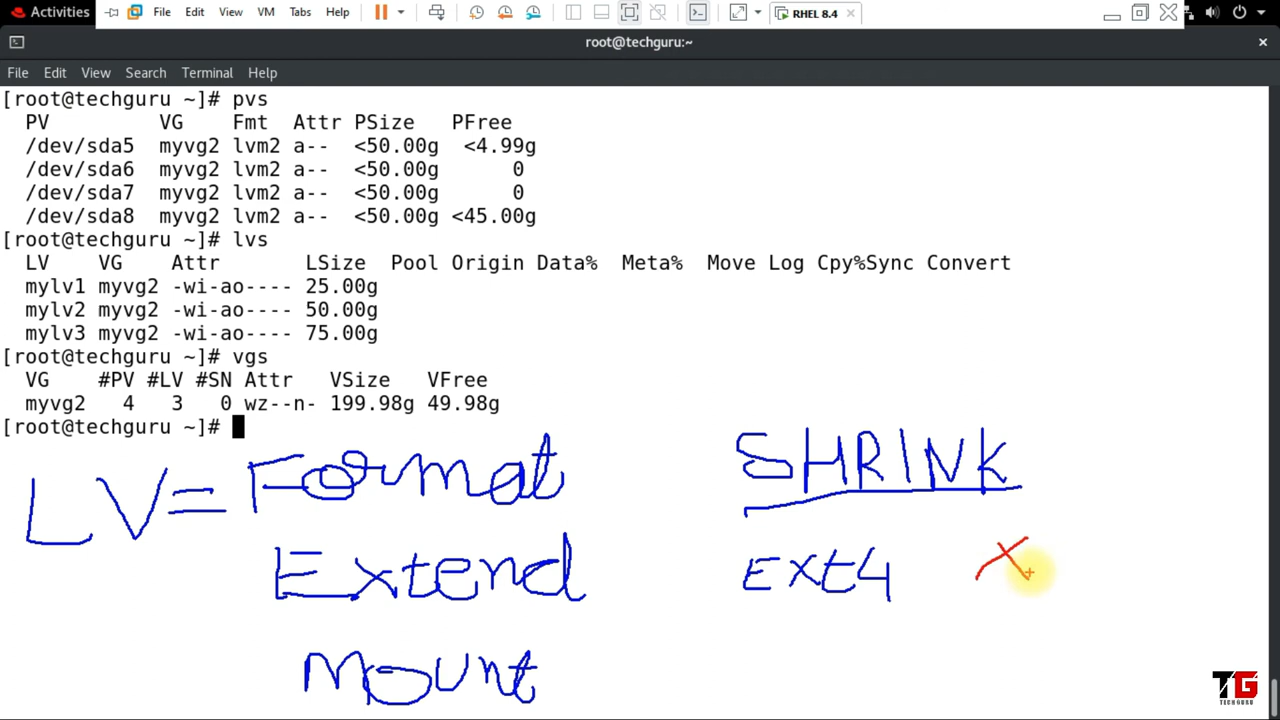 Activities File Edit View VM Tabs Help RHEL 8.4
root@techguru:~
File Edit View Search Terminal Help
[root@techguru ~]# pvs
PV VG Fmt Attr PSize PFree
/dev/sda5 myvg2 lvm2 a-- <50.00g <4.99g
/dev/sda6 myvg2 lvm2 a-- <50.00g 0
/dev/sda7 myvg2 lvm2 a-- <50.00g 0
/dev/sda8 myvg2 lvm2 a-- <50.00g <45.00g
[root@techguru ~]# lvs
LV VG Attr LSize Pool Origin Data% Meta% Move Log Cpy%Sync Convert
mylv1 myvg2 -wi-ao---- 25.00g
mylv2 myvg2 -wi-ao---- 50.00g
mylv3 myvg2 -wi-ao---- 75.00g
[root@techguru ~]# vgs
VG #PV #LV #SN Attr VSize VFree
myvg2 4 3 0 wz--n- 199.98g 49.98g
[root@techguru ~]#
LV= Format SHRINK
Extend Ext4 X
Mount
TG
TECH GURU